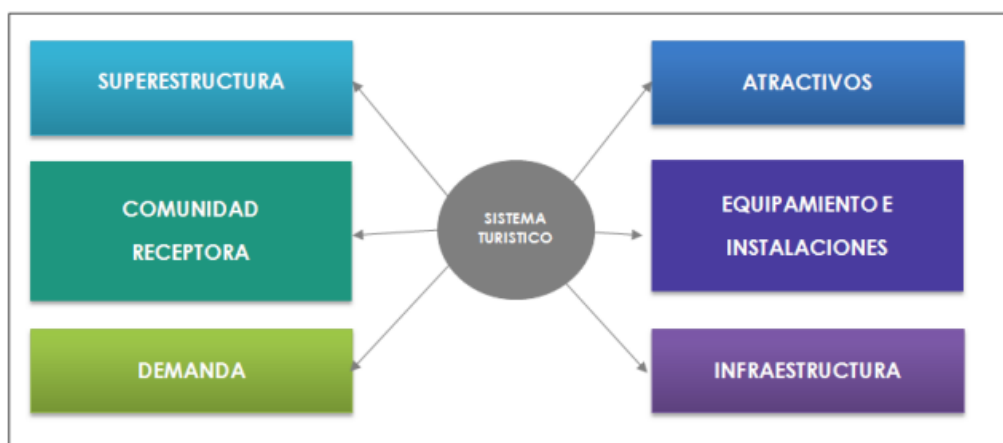 SUPERESTRUCTURA
COMUNIDAD
RECEPTORA
DEMANDA
SISTEMA
TURISTICO
ATRACTIVOS
EQUIPAMIENTO E
INSTALACIONES
INFRAESTRUCTURA